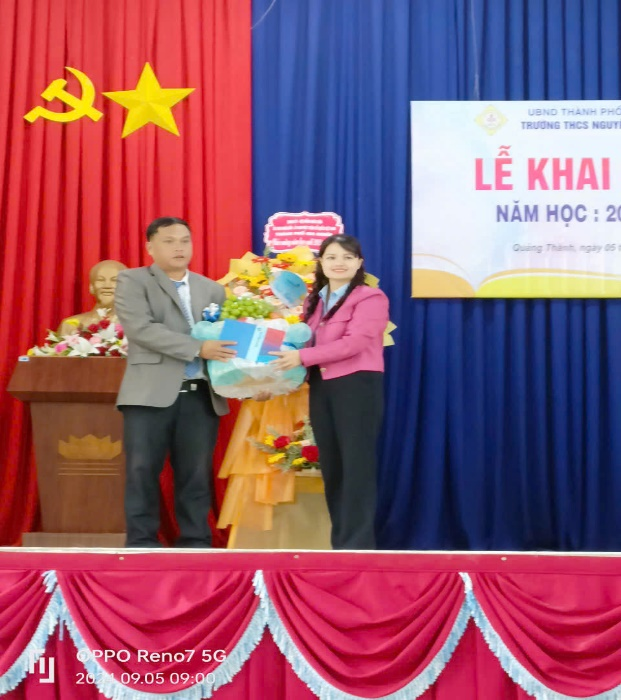 UBND THÀNH PHỐ
TRƯỜNG THCS NGUY
LỄ KHAI
NĂM HỌC : 20
Quảng Thành, ngày 05 t
OPPO Reno7 5G
2024.09.05 09:00